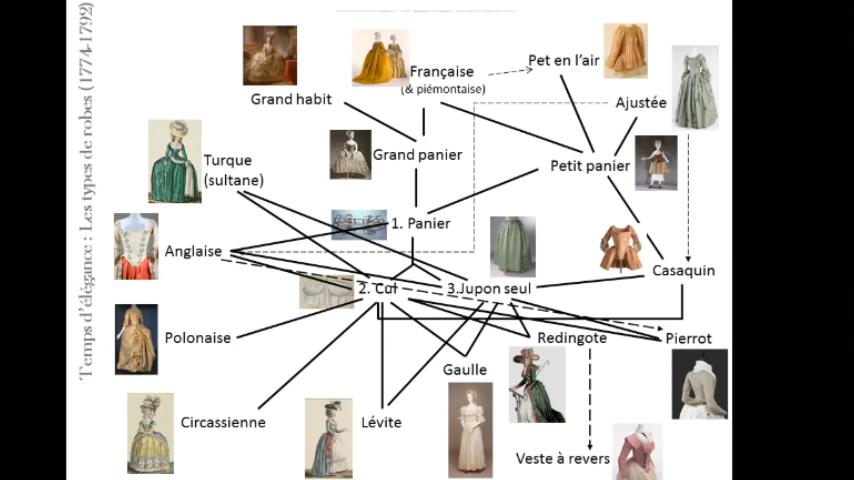 Temps d'élégance : Les types de robes (1774-1792)
Pet en l'air
Française
(& piémontaise)
Grand habit
Ajustée
Grand panier
Turque
(sultane)
Petit panier
1. Panier
Anglaise
Casaquin
2. Cul
3.Jupon seul
Polonaise
Redingote
Pierrot
Gaulle
Circassienne
Lévite
Veste à revers